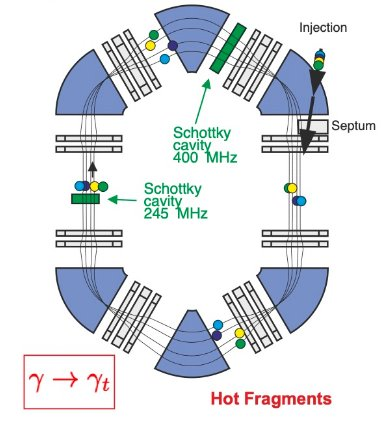 Injection
Septum
Schottky
cavity
400 MHz
Schottky
cavity
245 MHz
γ → γt
Hot Fragments